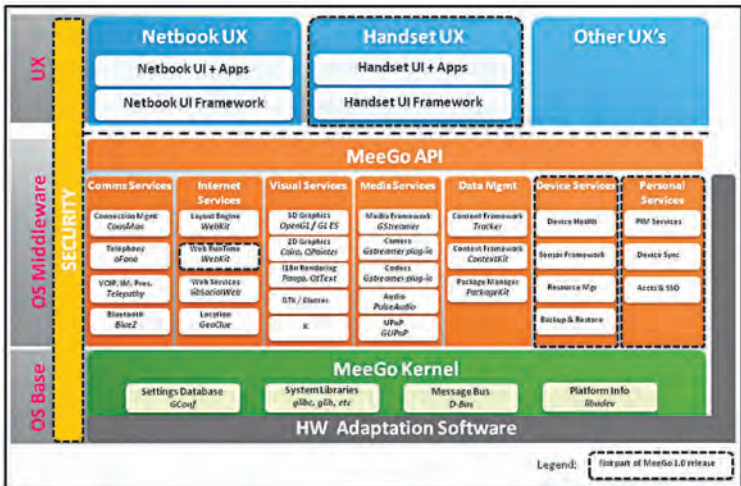 UX
OS Middleware
OS Base
SECURITY
Netbook UX
Netbook UI + Apps
Netbook UI Framework
Handset UX
Handset UI + Apps
Handset UI Framework
Other UX's
MeeGo API
Comms Services
Connection Mgmt
ConnMan
Telephony
oFono
VOIP, IM, Pres.
Telepathy
Bluetooth
BlueZ
Internet
Services
Layout Engine
WebKit
Web RunTime
WebKit
Web Services
libSocialWeb
Location
GeoClue
Visual Services
3D Graphics
OpenGL / GL ES
2D Graphics
Cairo, QPainter
I18n Rendering
Pango, QtText
GTK / Clutter
X
Media Services
Media Framework
GStreamer
Camera
Gstreamer plug-in
Codecs
Gstreamer plug-in
Audio
PulseAudio
UPnP
GUPnP
Data Mgmt
Content Framework
Tracker
Context Framework
ContextKit
Package Manager
PackageKit
Device Services
Device Health
Sensor Framework
Resource Mgr
Backup & Restore
Personal
Services
PIM Services
Device Sync
Accts & SSO
MeeGo Kernel
Settings Database
GConf
System Libraries
glibc, glib, etc
Message Bus
D-Bus
Platform Info
libudev
HW Adaptation Software
Legend:
Not part of MeeGo 1.0 release